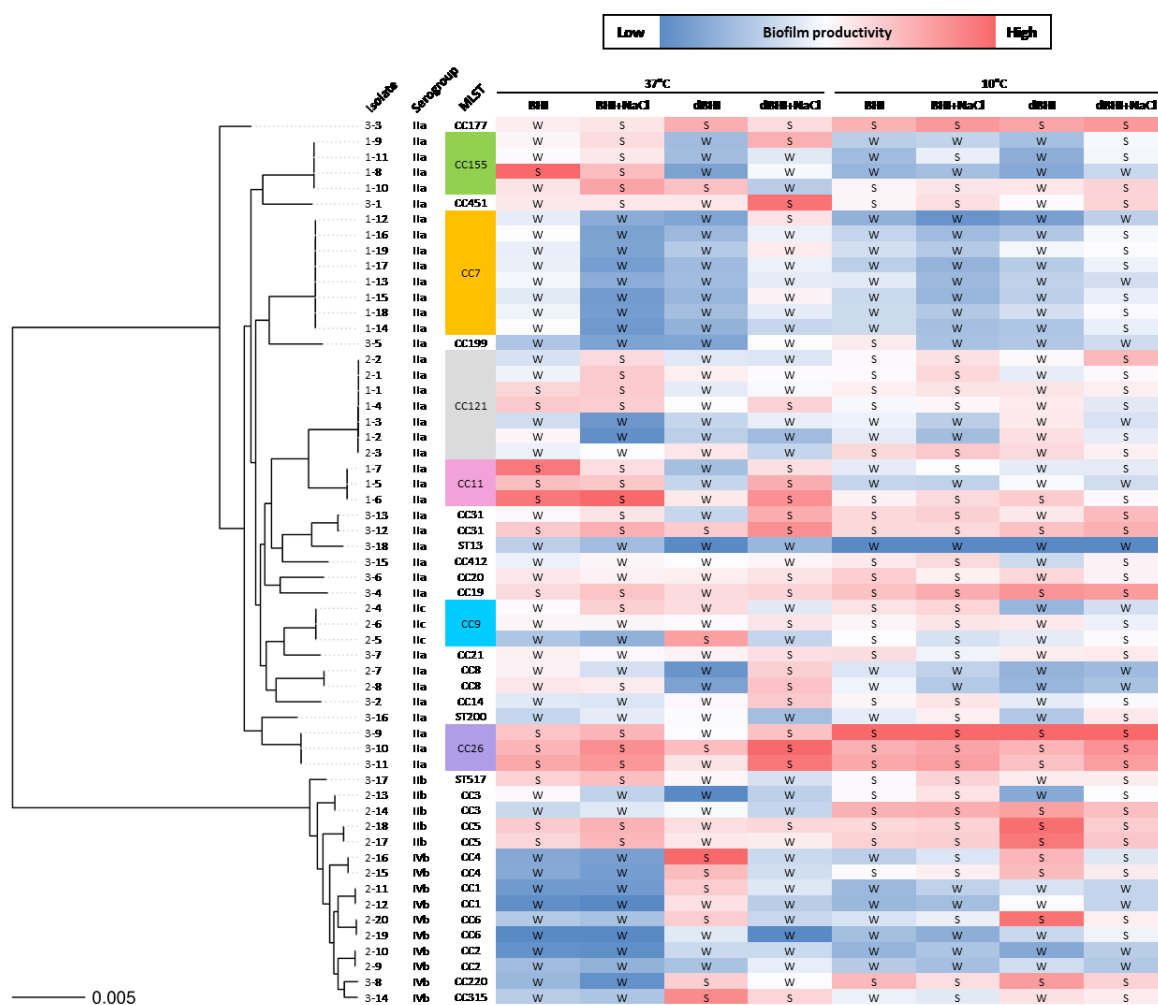 Low Biofilm productivity High
37°C 10°C
Isolate Serogroup MLST BHI BHI+NaCl dBHI dBHI+NaCl BHI BHI+NaCl dBHI dBHI+NaCl
3-3 IIa CC177 W S S S S S S S
1-9 IIa W S W S W W W S
1-11 IIa W S W W W S W S
CC155
1-8 IIa S S W W W W W W
1-10 IIa W S S W S S W S
3-1 IIa CC451 W S W S S S W S
1-12 IIa W W W S W W W W
1-16 IIa W W W W W W W S
1-19 IIa W W W W W W W S
1-17 IIa W W W W W W W S
CC7
1-13 IIa W W W W W W W W
1-15 IIa W W W W W W W S
1-18 IIa W W W W W W W S
1-14 IIa W W W W W W W S
3-5 IIa CC199 W W W W S W W W
2-2 IIa W S W W S S W S
2-1 IIa W S W W S S W S
1-1 IIa S S W W S S W S
1-4 IIa CC121 S S W S S S W S
1-3 IIa W W W W W W W W
1-2 IIa W W W W W W W S
2-3 IIa W W W W S S W S
1-7 IIa S S W S W S W W
1-5 IIa CC11 S S W S W W W W
1-6 IIa S S W S S S S S
3-13 IIa CC31 W S W S S S W S
3-12 IIa CC31 S S S S S S S S
3-18 IIa ST13 W W W W W W W W
3-15 IIa CC412 W W W W S S W S
3-6 IIa CC20 W W W W S S S S
3-4 IIa CC19 S S W S S S S S
2-4 IIc W S W W S S W W
2-6 IIc CC9 W W W S S S W S
2-5 IIc W W S W S S W S
3-7 IIa CC21 W W W S S S W S
2-7 IIa CC8 W W W S W W W W
2-8 IIa CC8 W S W S W W W W
3-2 IIa CC14 W W W S S S W S
3-16 IIa ST200 W W W W W S W S
3-9 IIa S S W S S S S S
3-10 IIa CC26 S S S S S S S S
3-11 IIa S S W S S S S S
3-17 IIb ST517 S S W W S S W S
2-13 IIb CC3 W W W W S S W S
2-14 IIb CC3 W W W W S S S S
2-18 IIb CC5 S S W S S S S S
2-17 IIb CC5 S S W W S S S S
2-16 IVb CC4 W W S W W S S S
2-15 IVb CC4 W W S W S S S S
2-11 IVb CC1 W W S W W W W W
2-12 IVb CC1 W W W W W W W W
2-20 IVb CC6 W W S W W S S S
2-19 IVb CC6 W W W W W W W S
2-10 IVb CC2 W W W W W W W W
2-9 IVb CC2 W W W W W W W W
3-8 IVb CC220 W W S W S S S S
3-14 IVb CC315 W W S S W S W S
0.005